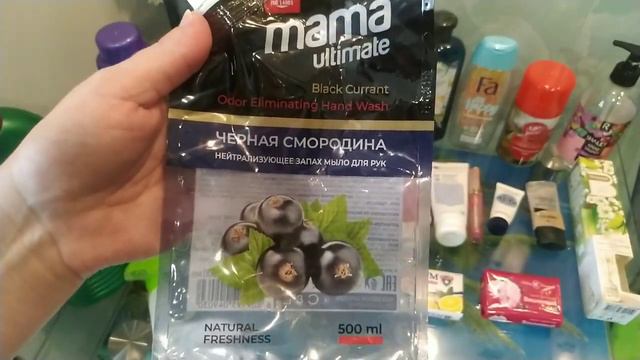 mama
ultimate
Black Currant
Odor Eliminating Hand Wash
ЧЕРНАЯ СМОРОДИНА
НЕЙТРАЛИЗУЮЩЕЕ ЗАПАХ МЫЛО ДЛЯ РУК
NATURAL
FRESHNESS
500 ml
Fa